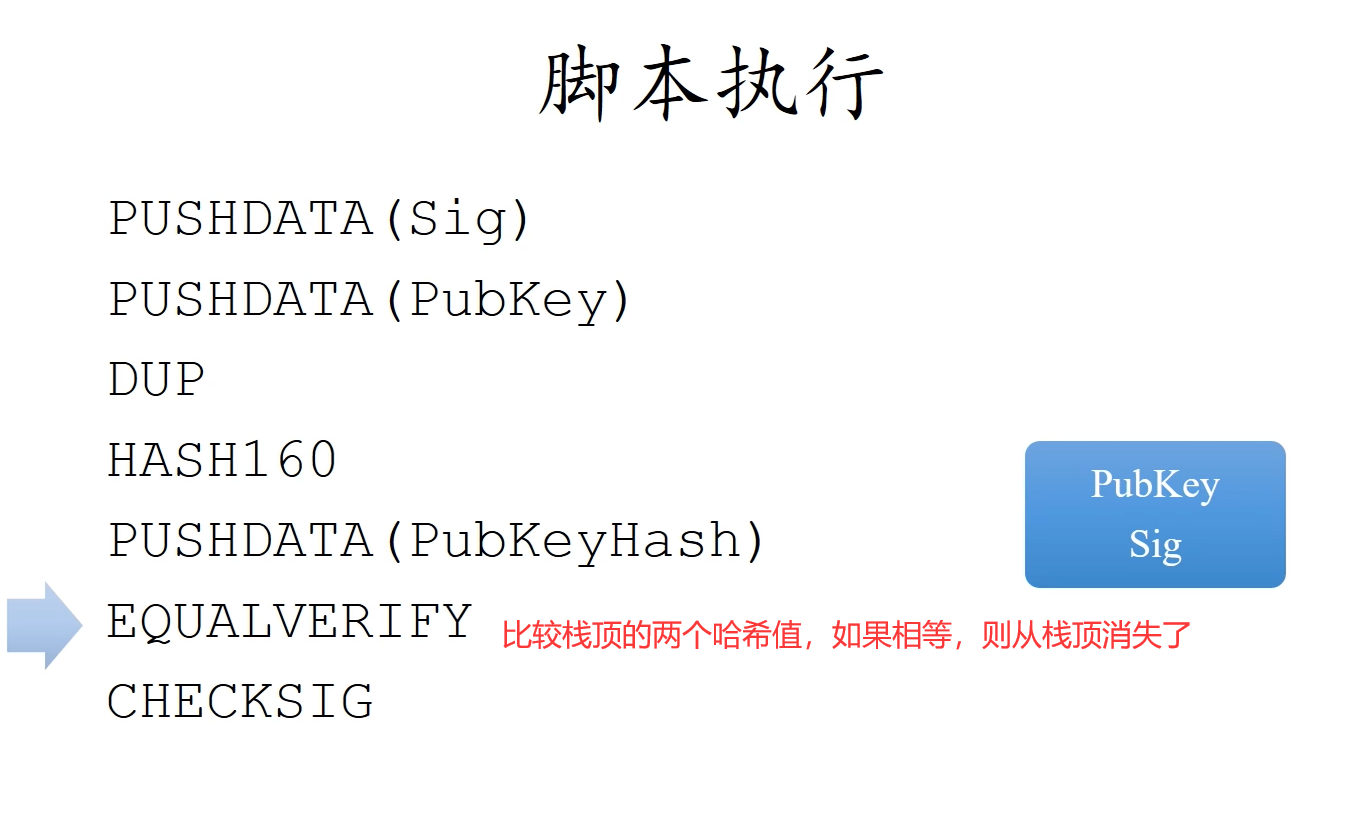 脚本执行
PUSHDATA(Sig)
PUSHDATA(PubKey)
DUP
HASH160
PUSHDATA(PubKeyHash)
EQUALVERIFY 比较栈顶的两个哈希值，如果相等，则从栈顶消失了
CHECKSIG
PubKey
Sig